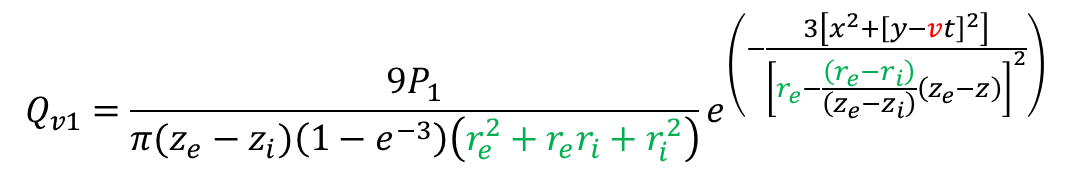 Q_{v1} = \frac{9P_1}{\pi(z_e - z_i)(1 - e^{-3})(r_e^2 + r_e r_i + r_i^2)} e^{\left(-\frac{3[x^2+[y-vt]^2]}{\left[r_e-\frac{(r_e-r_i)}{(z_e-z_i)}(z_e-z)\right]^2}\right)}